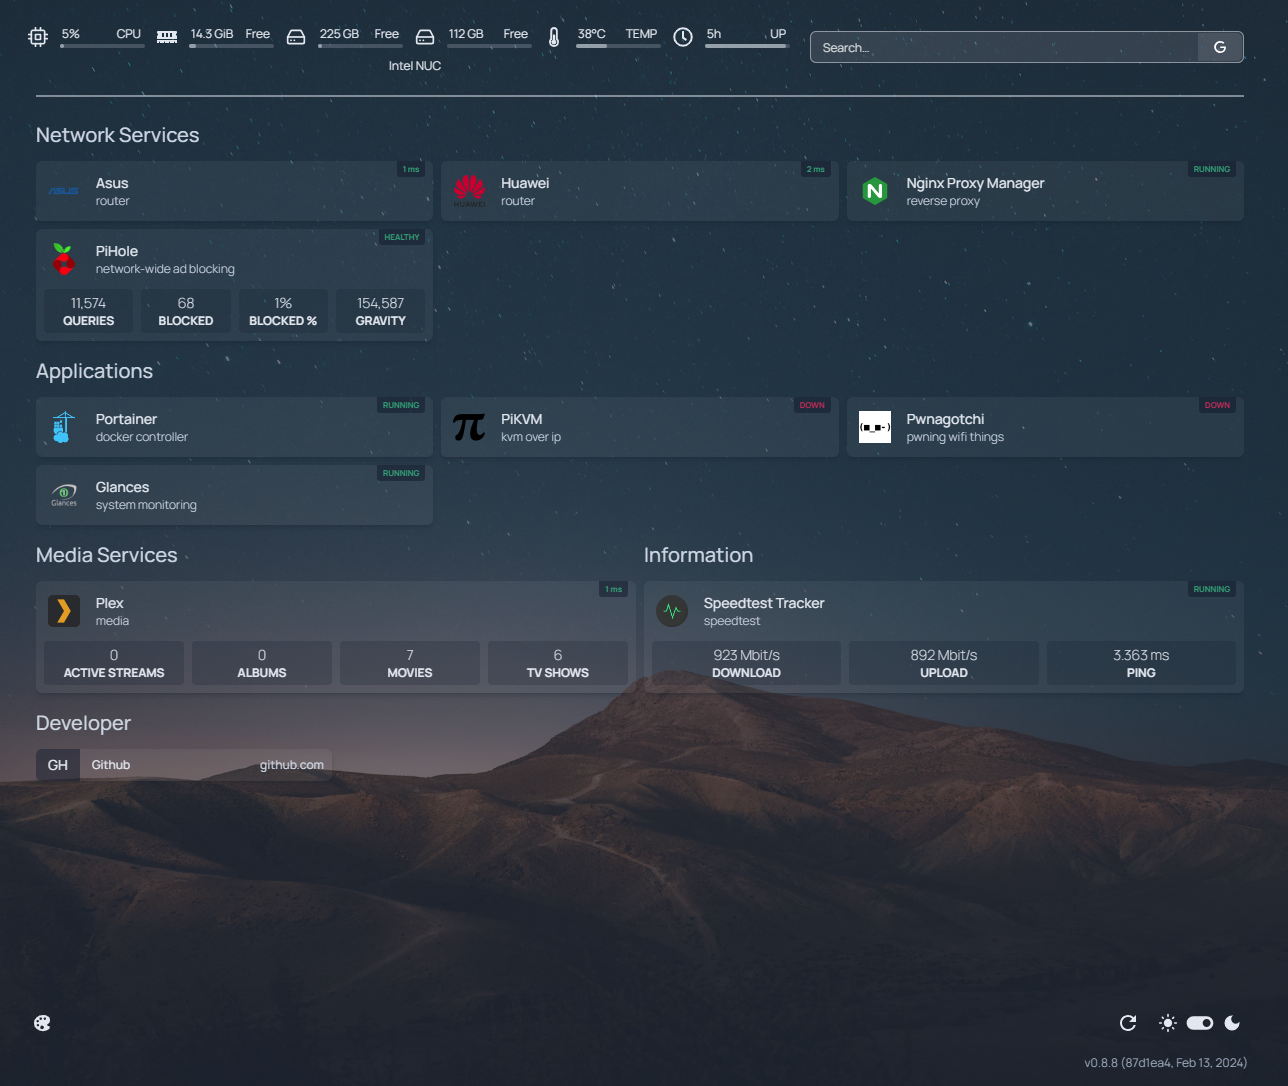 5% CPU 14.3 GiB Free 225 GB Free 112 GB Free 38°C TEMP 5h UP
Intel NUC
Search… G
Network Services
1 ms
Asus
router
ASUS
2 ms
Huawei
router
HUAWEI
RUNNING
Nginx Proxy Manager
reverse proxy
N
HEALTHY
PiHole
network-wide ad blocking
11,574 68 1% 154,587
QUERIES BLOCKED BLOCKED % GRAVITY
Applications
RUNNING
Portainer
docker controller
DOWN
PiKVM
kvm over ip
π
DOWN
Pwnagotchi
pwning wifi things
(■_■-)
RUNNING
Glances
system monitoring
Glances
Media Services
1 ms
Plex
media
0 0 7 6
ACTIVE STREAMS ALBUMS MOVIES TV SHOWS
Information
RUNNING
Speedtest Tracker
speedtest
923 Mbit/s 892 Mbit/s 3.363 ms
DOWNLOAD UPLOAD PING
Developer
GH Github github.com
v0.8.8 (87d1ea4, Feb 13, 2024)